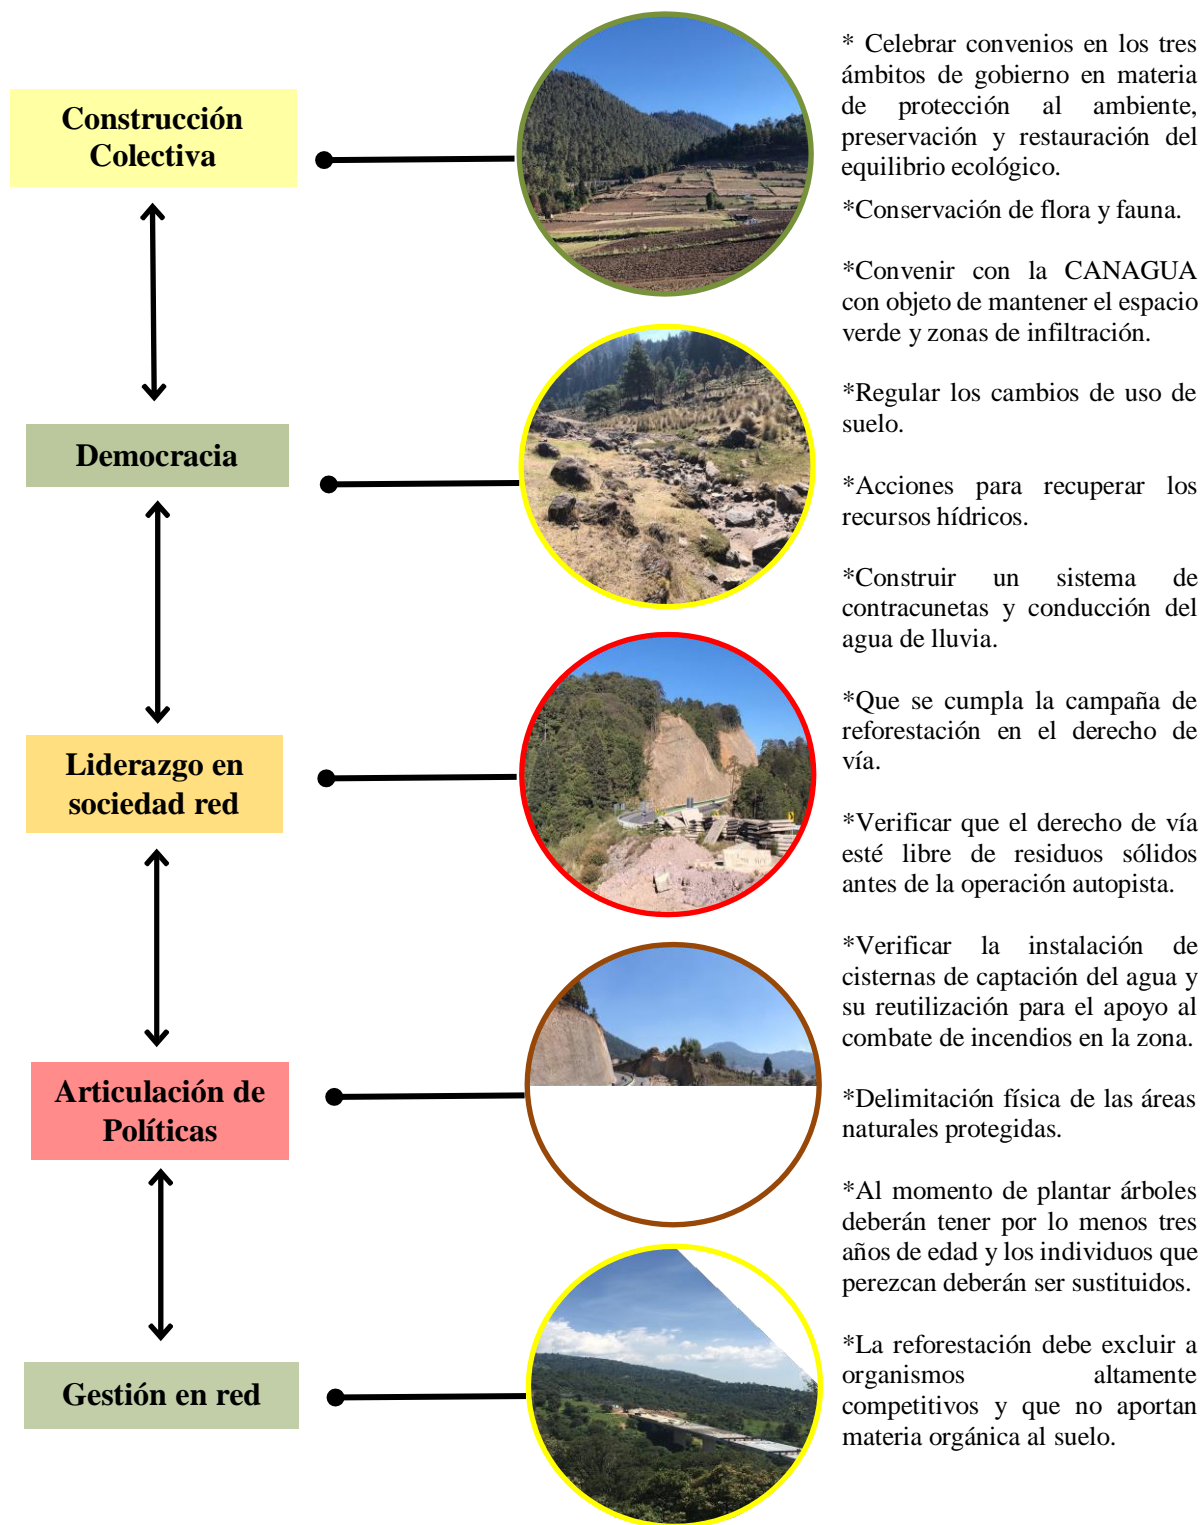 Construcción
Colectiva
Democracia
Liderazgo en
sociedad red
Articulación de
Políticas
Gestión en red
* Celebrar convenios en los tres
ámbitos de gobierno en materia
de protección al ambiente,
preservación y restauración del
equilibrio ecológico.
*Conservación de flora y fauna.
*Convenir con la CANAGUA
con objeto de mantener el espacio
verde y zonas de infiltración.
*Regular los cambios de uso de
suelo.
*Acciones para recuperar los
recursos hídricos.
*Construir un sistema de
contracunetas y conducción del
agua de lluvia.
*Que se cumpla la campaña de
reforestación en el derecho de
vía.
*Verificar que el derecho de vía
esté libre de residuos sólidos
antes de la operación autopista.
*Verificar la instalación de
cisternas de captación del agua y
su reutilización para el apoyo al
combate de incendios en la zona.
*Delimitación física de las áreas
naturales protegidas.
*Al momento de plantar árboles
deberán tener por lo menos tres
años de edad y los individuos que
perezcan deberán ser sustituidos.
*La reforestación debe excluir a
organismos altamente
competitivos y que no aportan
materia orgánica al suelo.